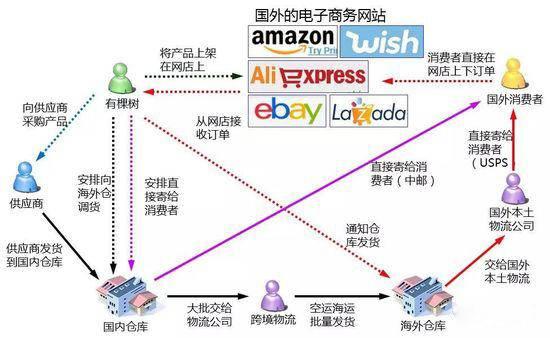 国外的电子商务网站
amazon
Try Pri
wish
将产品上架
在网店上
AliExpress
消费者直接在
网店上下订单
有棵树
从网店接
收订单
ebay
Lazada
国外消费者
向供应商
采购产品
直接寄给
消费者
（USPS
供应商
安排向
海外仓
调货
安排直
接寄给
消费者
直接寄给消
费者（中邮）
国外本土
物流公司
通知仓
库发货
供应商发货
到国内仓库
交给国外
本土物流
国内仓库
大批交给
物流公司
跨境物流
空运海运
批量发货
海外仓库